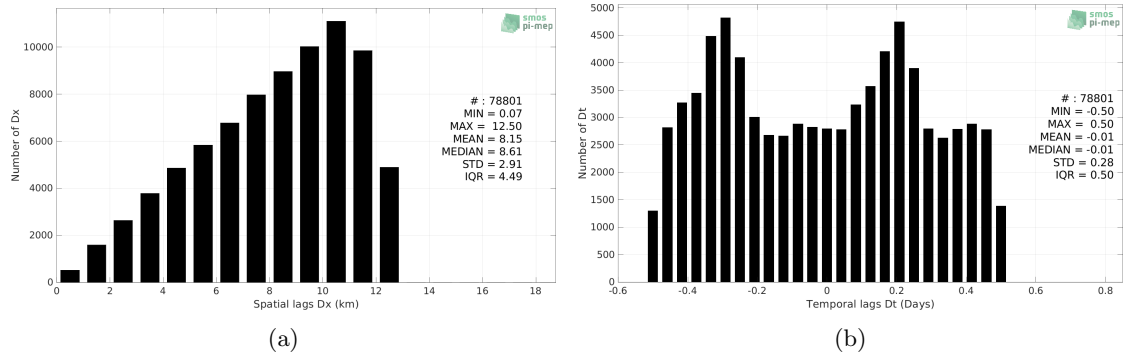 smos
pi-mep
10000
8000
6000
4000
2000
0
Number of Dx
# : 78801
MIN = 0.07
MAX = 12.50
MEAN = 8.15
MEDIAN = 8.61
STD = 2.91
IQR = 4.49
0 2 4 6 8 10 12 14 16 18
Spatial lags Dx (km)
(a)
smos
pi-mep
5000
4500
4000
3500
3000
2500
2000
1500
1000
500
0
Number of Dt
# : 78801
MIN = -0.50
MAX = 0.50
MEAN = -0.01
MEDIAN = -0.01
STD = 0.28
IQR = 0.50
-0.6 -0.4 -0.2 0 0.2 0.4 0.6 0.8
Temporal lags Dt (Days)
(b)